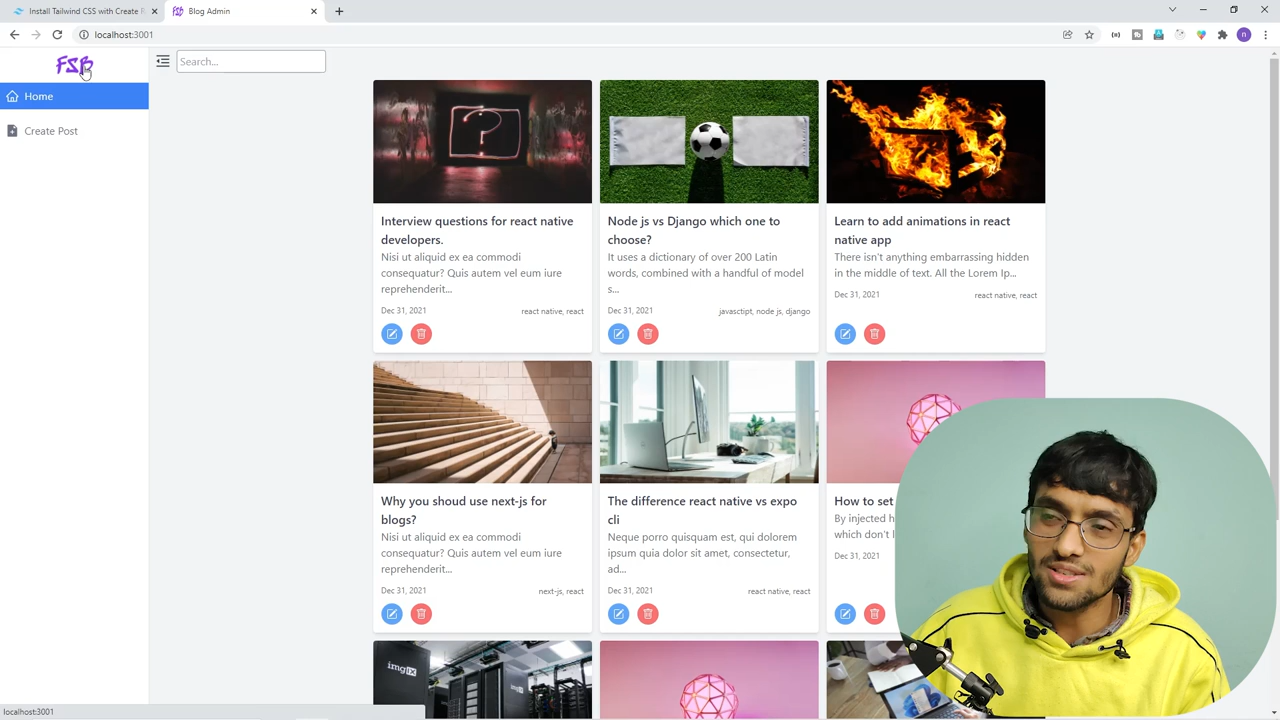 Install Tailwind CSS with Create R
Blog Admin
localhost:3001
n
FSB
Search...
Home
Create Post
Interview questions for react native
developers.
Nisi ut aliquid ex ea commodi
consequatur? Quis autem vel eum iure
reprehenderit...
Dec 31, 2021
react native, react
Node js vs Django which one to
choose?
It uses a dictionary of over 200 Latin
words, combined with a handful of model
s...
Dec 31, 2021
javasctipt, node js, django
Learn to add animations in react
native app
There isn't anything embarrassing hidden
in the middle of text. All the Lorem Ip...
Dec 31, 2021
react native, react
Why you shoud use next-js for
blogs?
Nisi ut aliquid ex ea commodi
consequatur? Quis autem vel eum iure
reprehenderit...
Dec 31, 2021
next-js, react
The difference react native vs expo
cli
Neque porro quisquam est, qui dolorem
ipsum quia dolor sit amet, consectetur,
ad...
Dec 31, 2021
react native, react
How to set
By injected h
which don't l
Dec 31, 2021
imgIX
localhost:3001